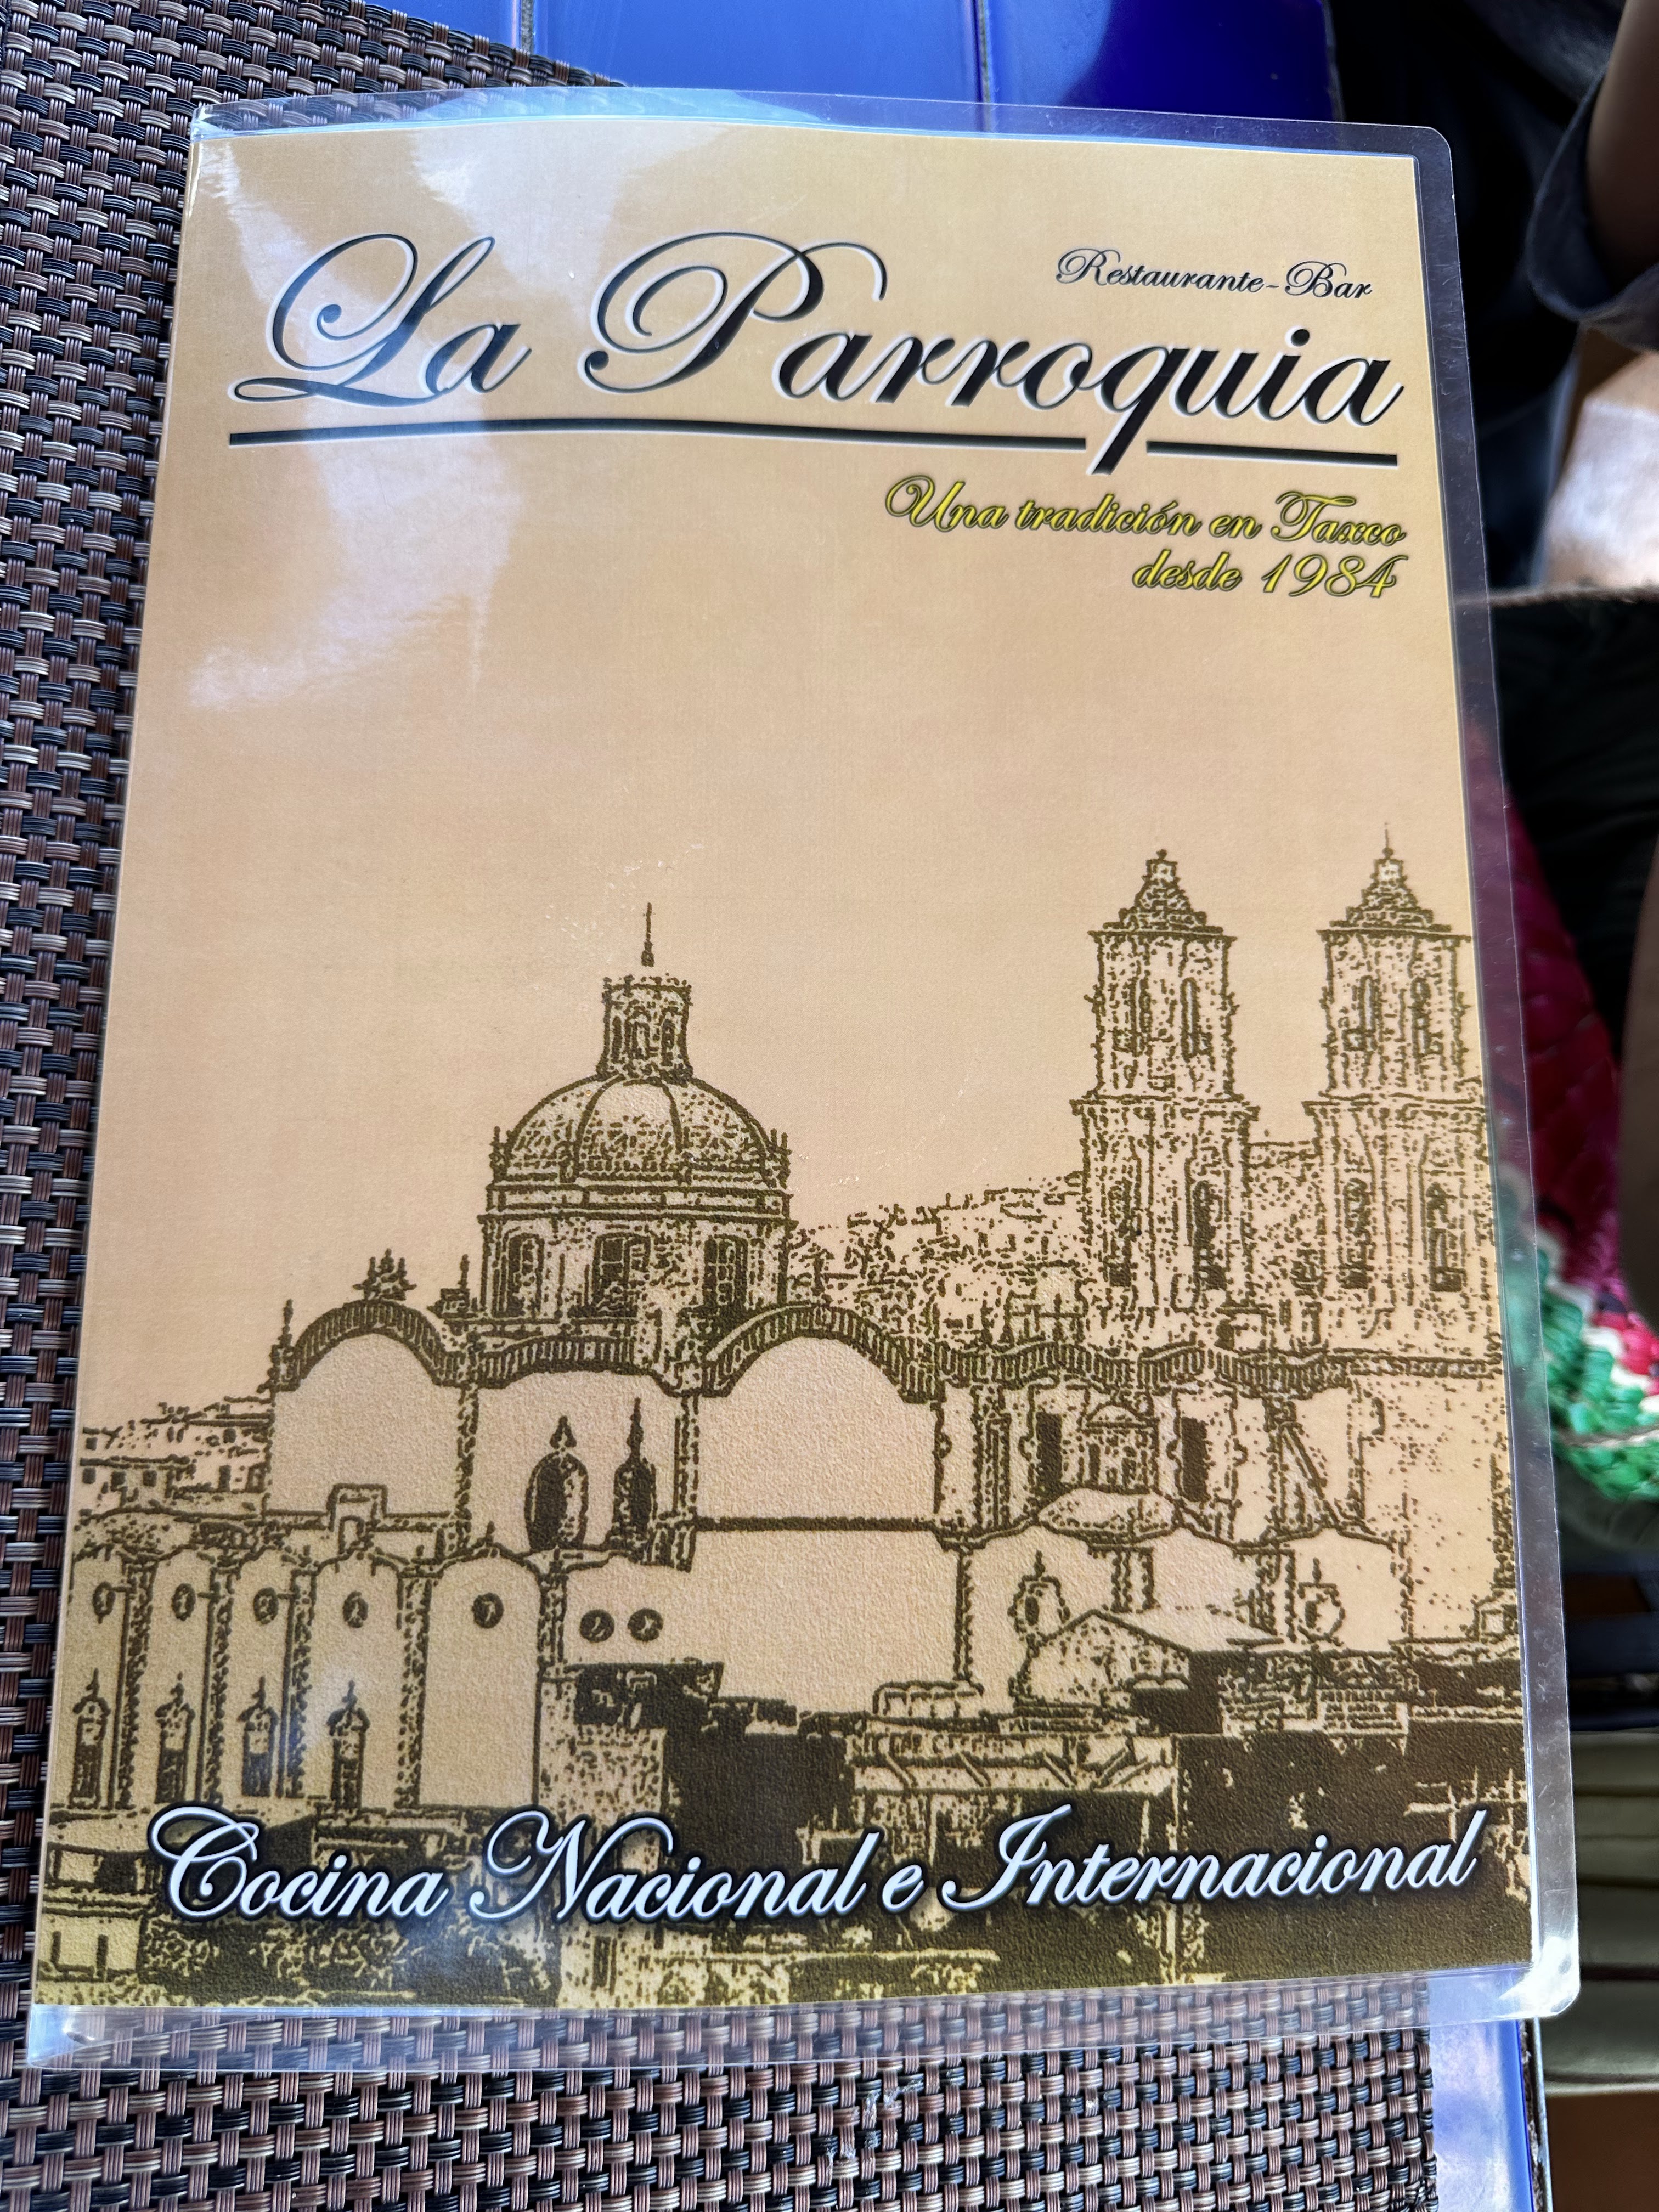 Restaurante-Bar
La Parroquia
Una tradición en Taxco
desde 1984
Cocina Nacional e Internacional